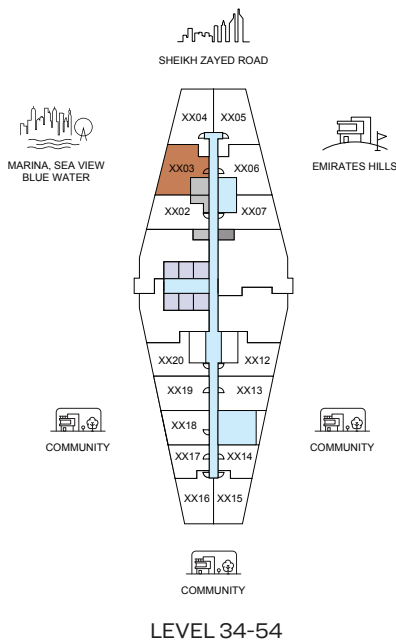 SHEIKH ZAYED ROAD
XX04
XX05
MARINA, SEA VIEW
BLUE WATER
EMIRATES HILLS
XX03
XX06
XX02
XX07
XX20
XX12
XX19
XX13
XX18
COMMUNITY
COMMUNITY
XX17
XX14
XX16
XX15
COMMUNITY
LEVEL 34-54